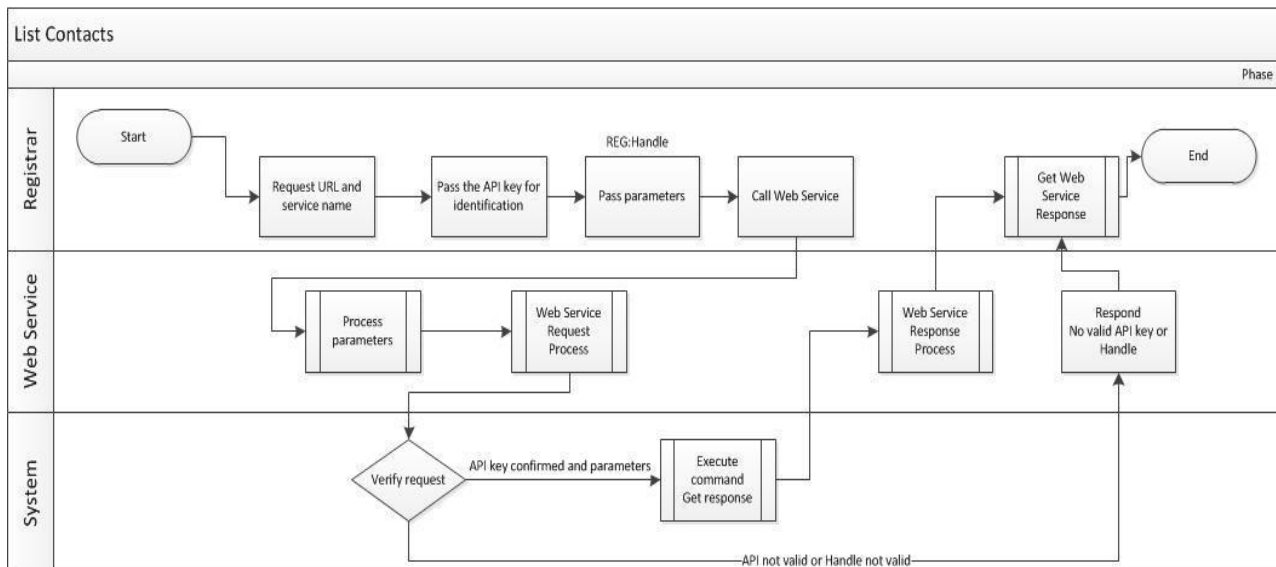 List Contacts
Phase
Registrar
Start
REG:Handle
Request URL and
service name
Pass the API key for
identification
Pass parameters
Call Web Service
Get Web
Service
Response
End
Web Service
Process
parameters
Web Service
Request
Process
Web Service
Response
Process
Respond
No valid API key or
Handle
System
Verify request
API key confirmed and parameters
Execute
command
Get response
API not valid or Handle not valid